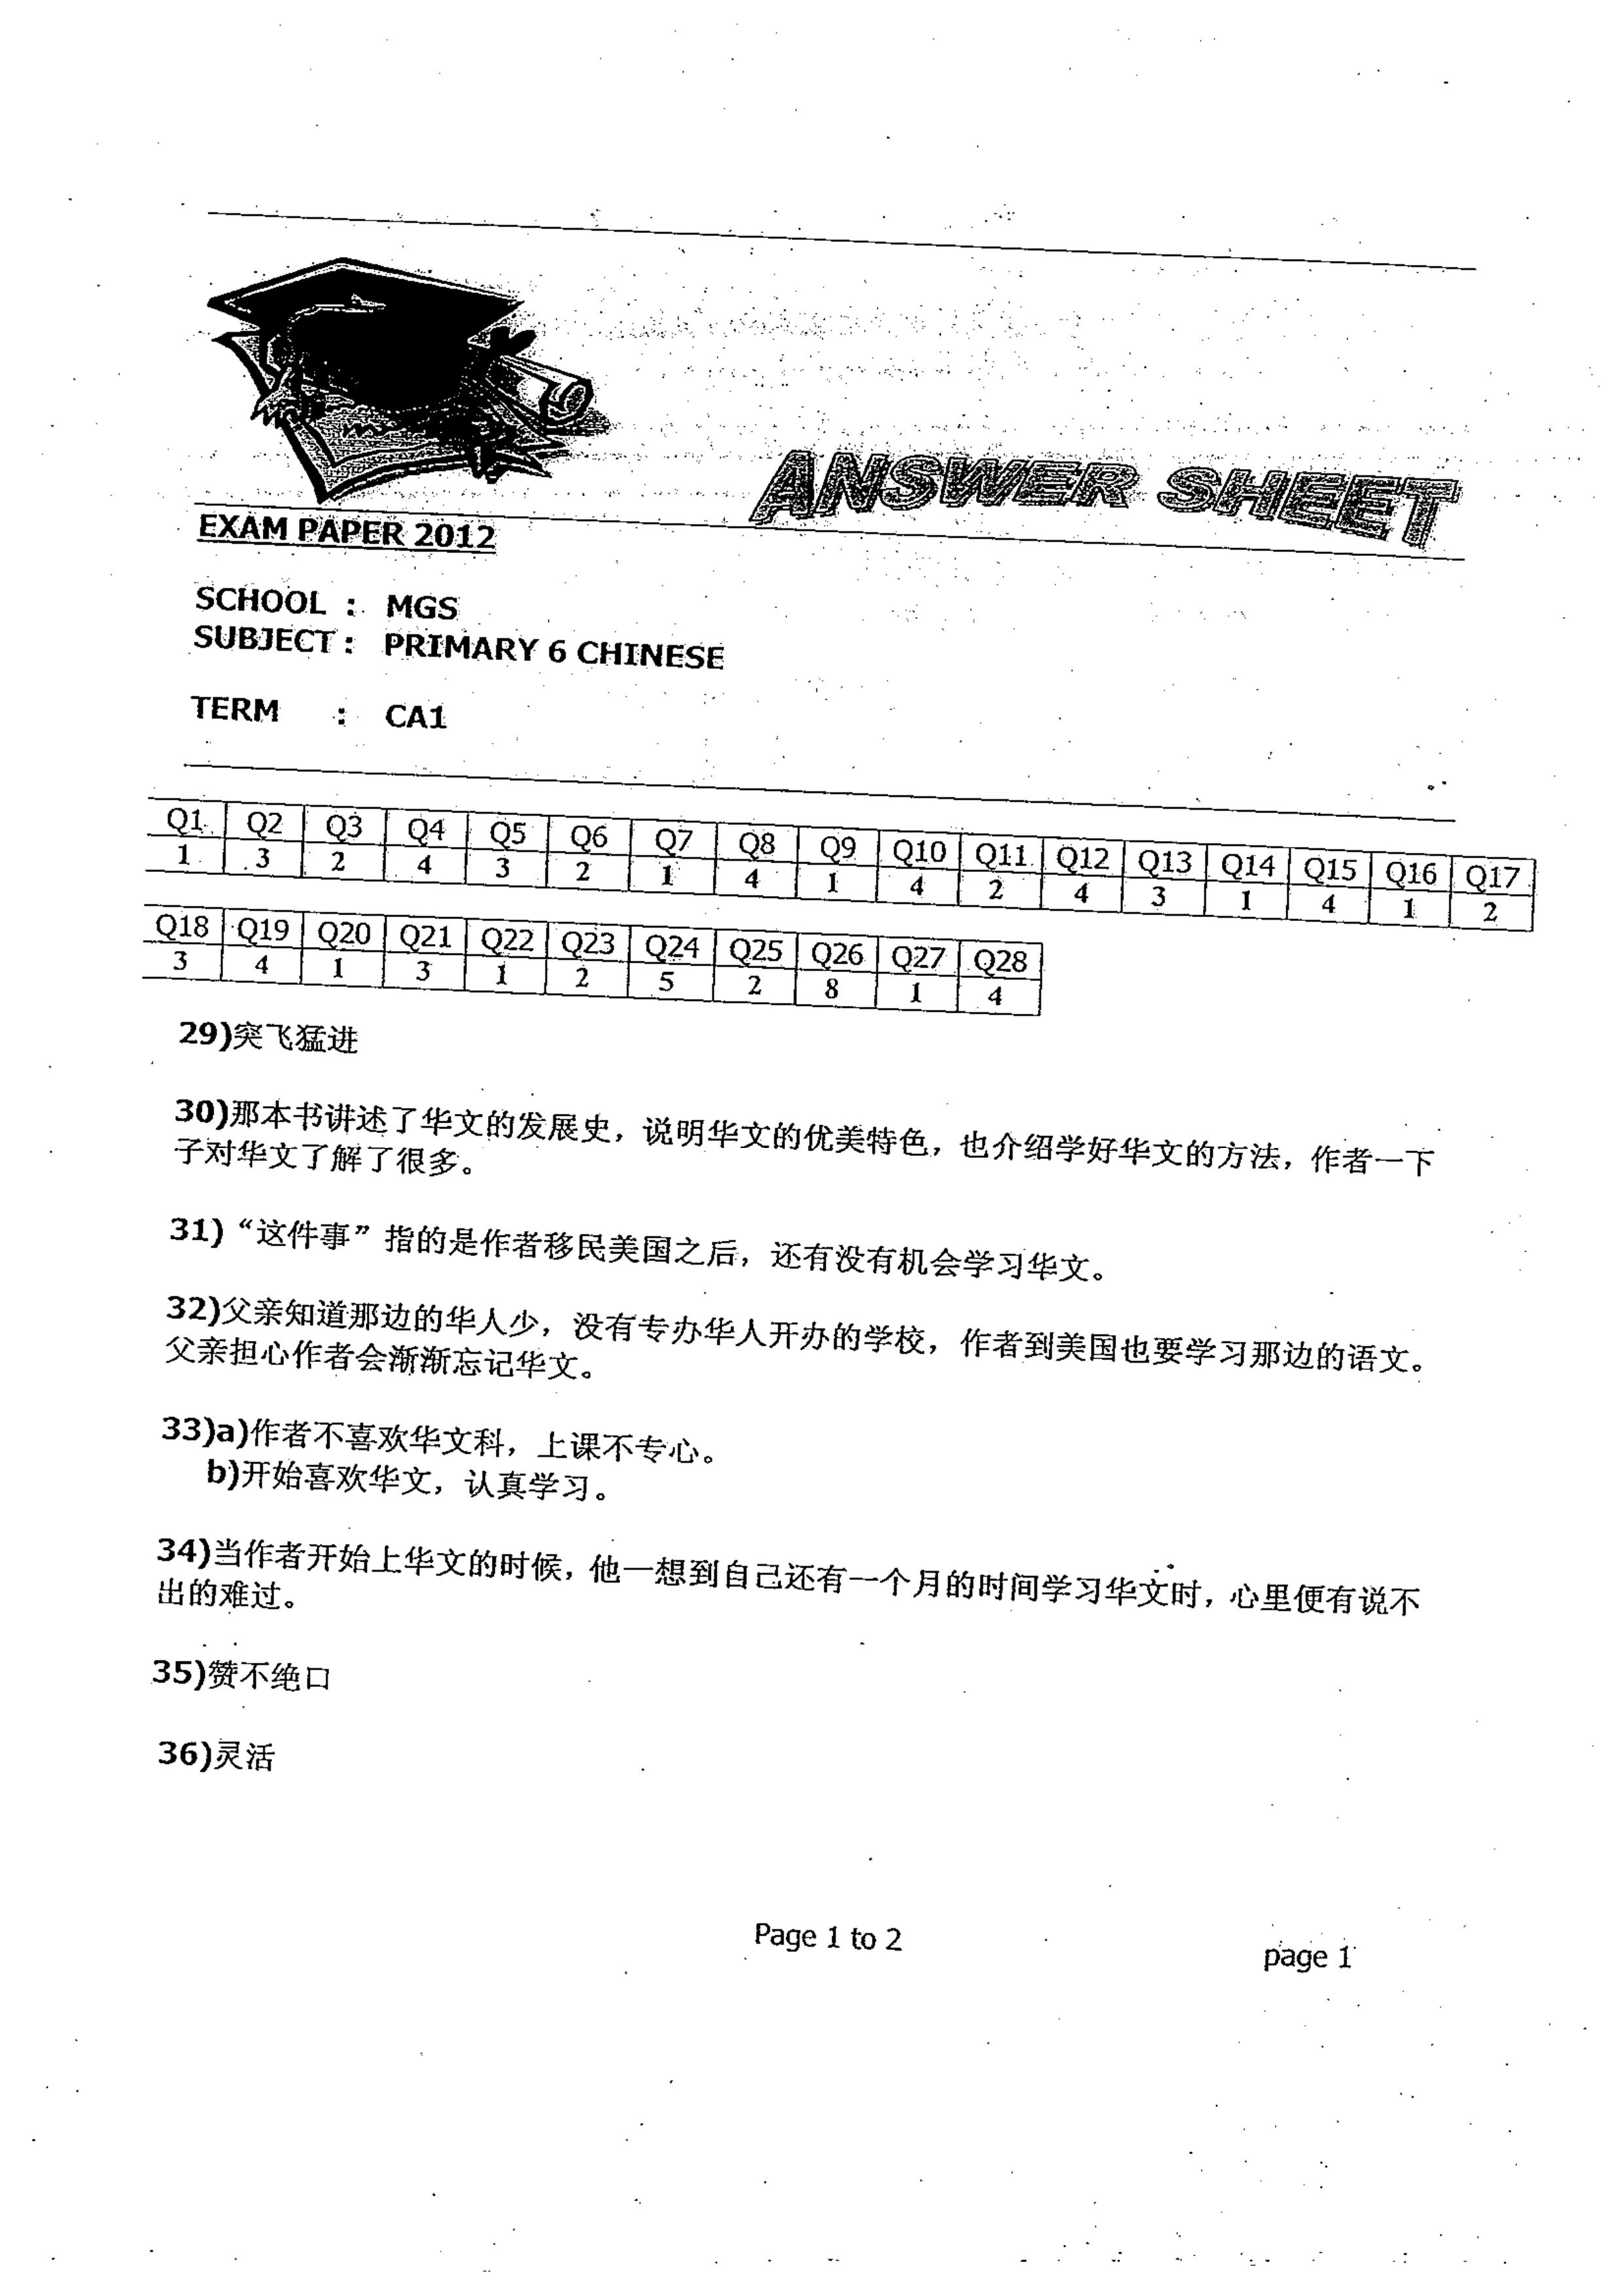 ANSWER SHEET
EXAM PAPER 2012
SCHOOL : MGS
SUBJECT : PRIMARY 6 CHINESE
TERM : CA1
Q1 Q2 Q3 Q4 Q5 Q6 Q7 Q8 Q9 Q10 Q11 Q12 Q13 Q14 Q15 Q16 Q17
1 3 2 4 3 2 1 4 1 4 2 4 3 1 4 1 2
Q18 Q19 Q20 Q21 Q22 Q23 Q24 Q25 Q26 Q27 Q28
3 4 1 3 1 2 5 2 8 1 4
29)突飞猛进
30)那本书讲述了华文的发展史，说明华文的优美特色，也介绍学好华文的方法，作者一下
子对华文了解了很多。
31)“这件事”指的是作者移民美国之后，还有没有机会学习华文。
32)父亲知道那边的华人少，没有专办华人开办的学校，作者到美国也要学习那边的语文。
父亲担心作者会渐渐忘记华文。
33)a)作者不喜欢华文科，上课不专心。
b)开始喜欢华文，认真学习。
34)当作者开始上华文的时候，他一想到自己还有一个月的时间学习华文时，心里便有说不
出的难过。
35)赞不绝口
36)灵活
Page 1 to 2
page 1